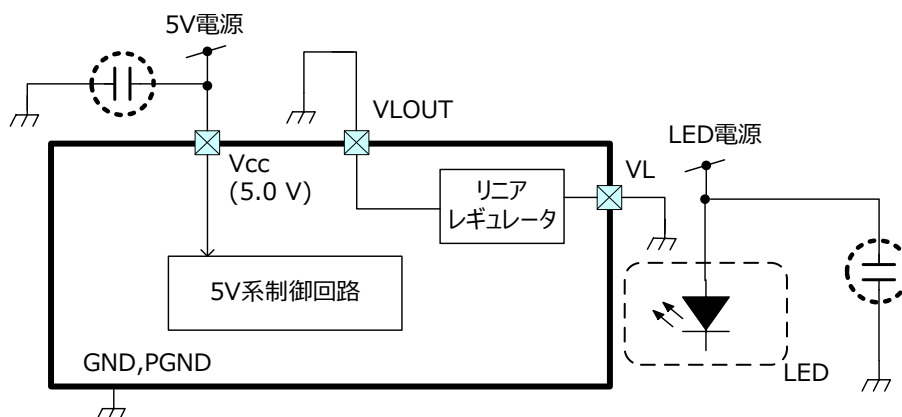 5V電源
VLOUT
LED電源
Vcc
(5.0 V)
VL
リニア
レギュレータ
5V系制御回路
GND,PGND
LED